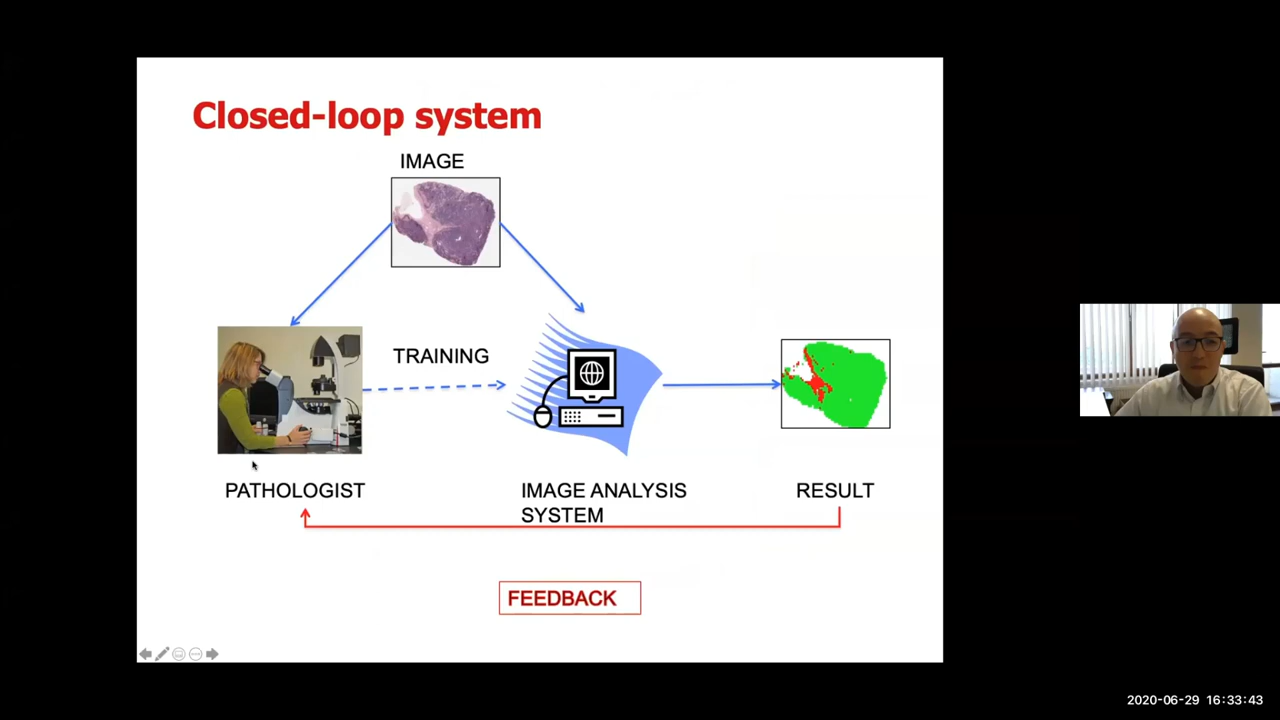 Closed-loop system
IMAGE
TRAINING
PATHOLOGIST
IMAGE ANALYSIS
SYSTEM
RESULT
FEEDBACK
2020-06-29 16:33:43